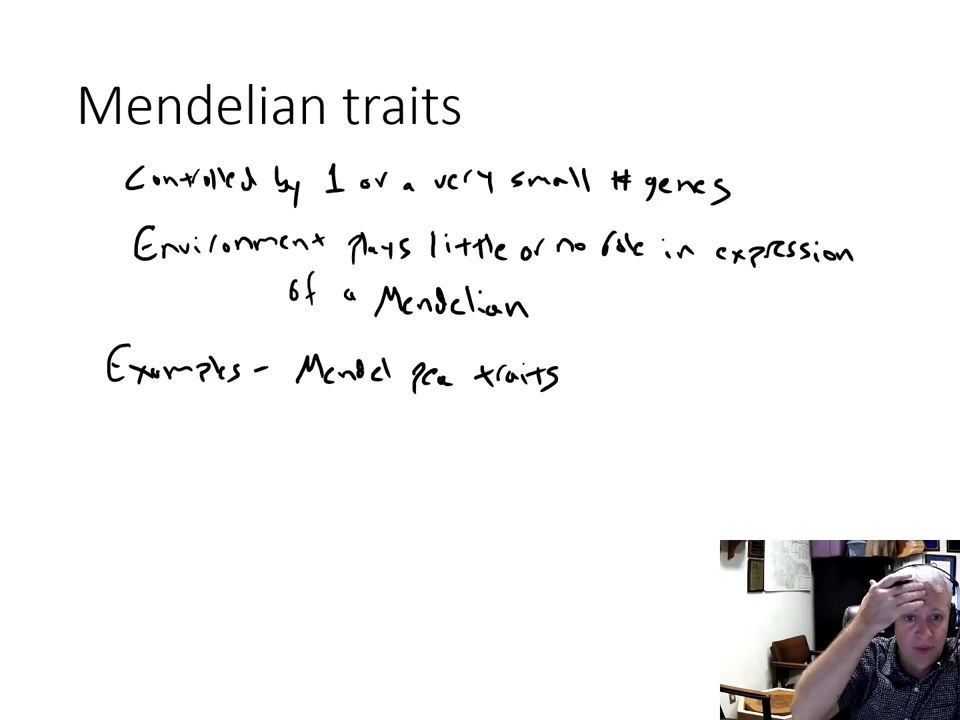 Mendelian traits
Controlled by 1 or a very small # genes
Environment plays little or no role in expression
of a Mendelian
Examples - Mendel pea traits